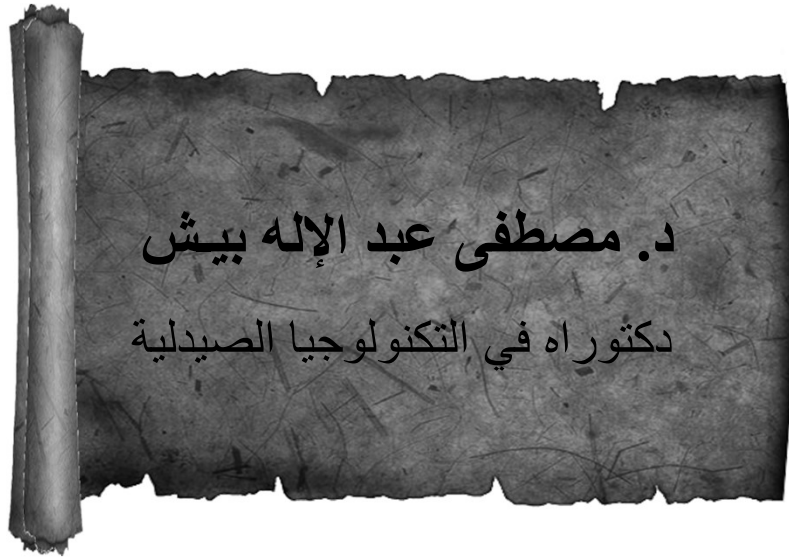 د. مصطفى عبد الإله بيـش
دكتوراه في التكنولوجيا الصيدلية